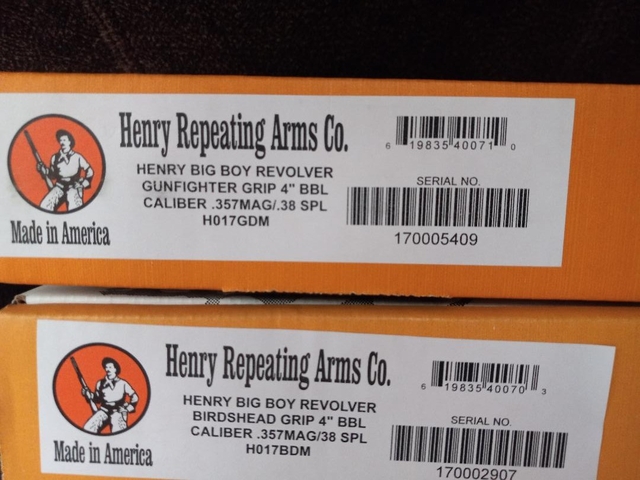 Henry Repeating Arms Co.
HENRY BIG BOY REVOLVER
GUNFIGHTER GRIP 4" BBL
CALIBER .357MAG/.38 SPL
H017GDM
Made in America
6 19835 40071 0
SERIAL NO.
170005409
Henry Repeating Arms Co.
HENRY BIG BOY REVOLVER
BIRDSHEAD GRIP 4" BBL
CALIBER .357MAG/38 SPL
H017BDM
Made in America
6 19835 40070 3
SERIAL NO.
170002907